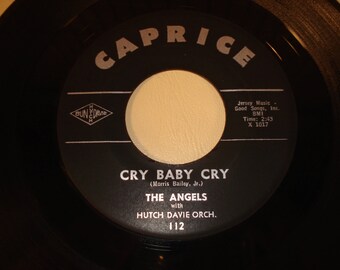 CAPRICE
Jersey Music -
Good Songs, Inc.
BMI
Time: 2:45
X 1017
CRY BABY CRY
(Morris Bailey, Jr.)
THE ANGELS
with
HUTCH DAVIE ORCH.
112